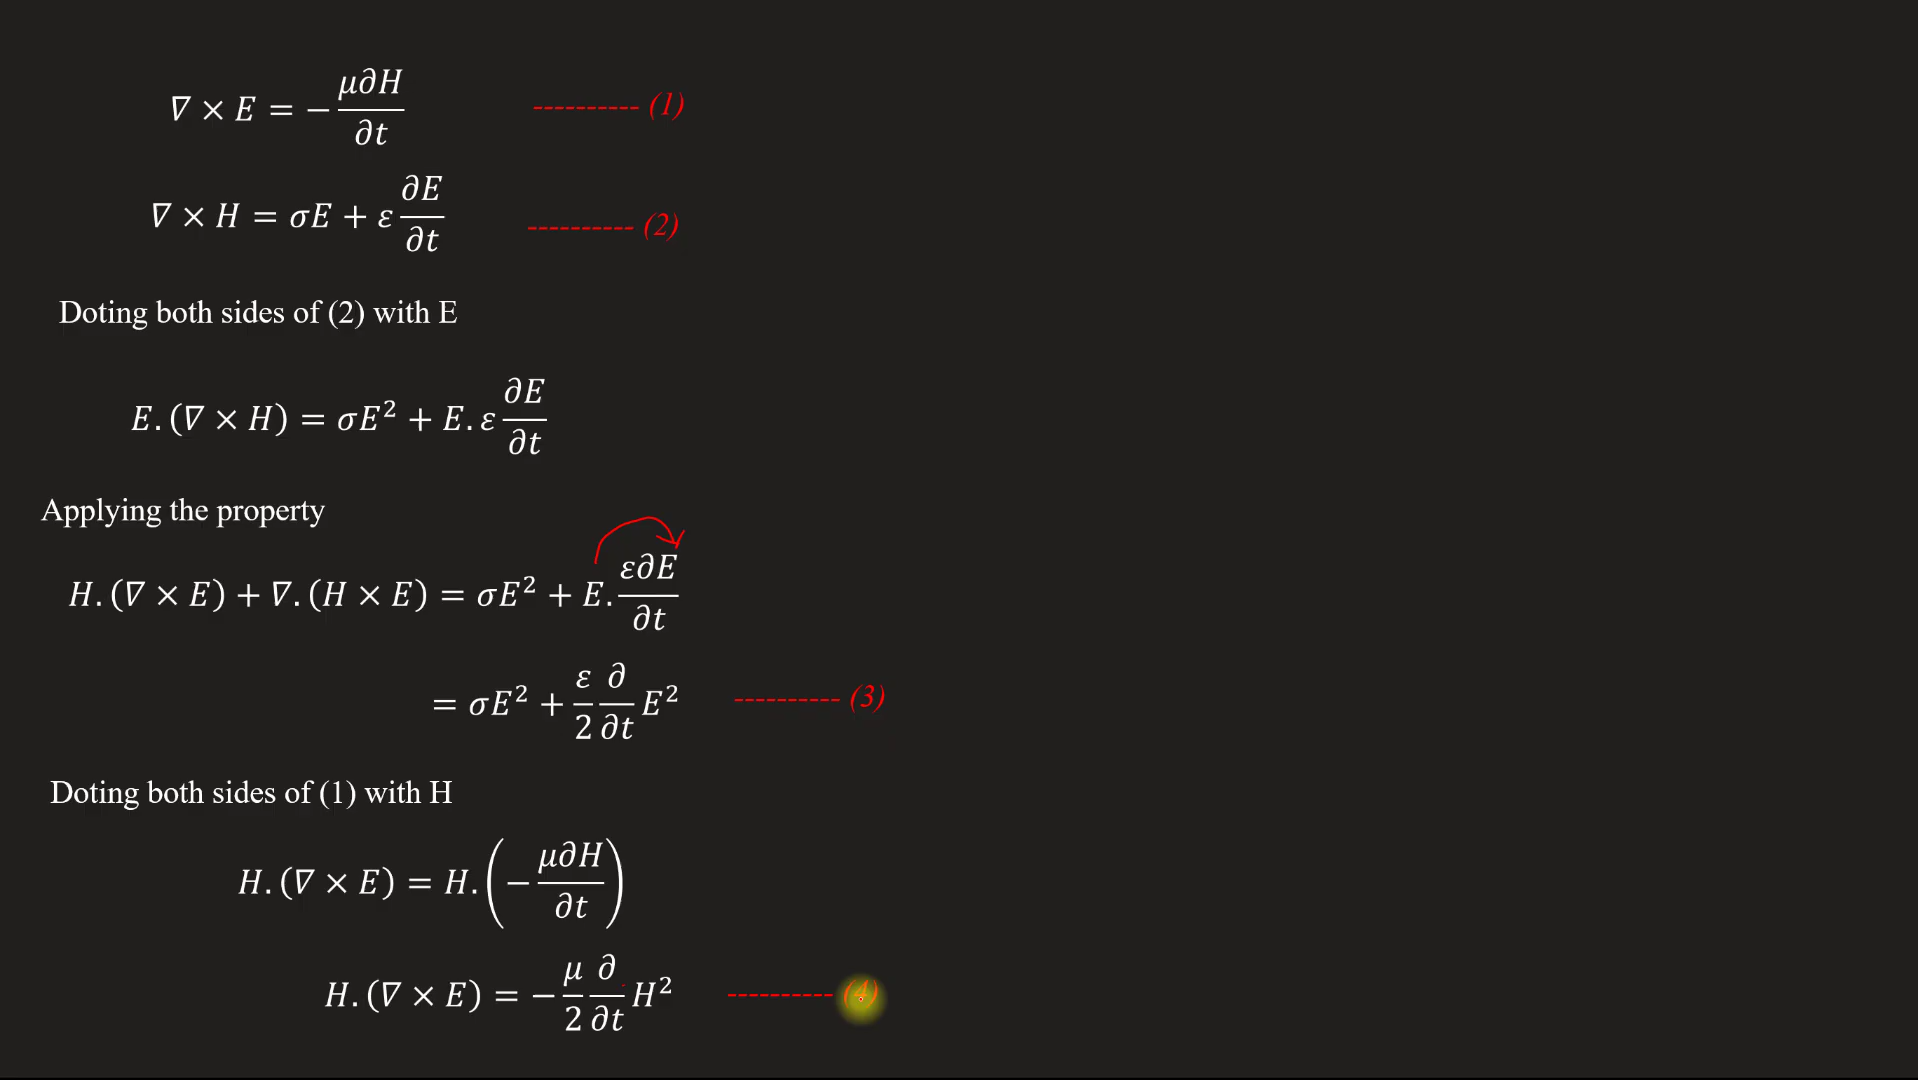 ∇ × E = − μ∂H/∂t ---------- (1)
∇ × H = σE + ε ∂E/∂t ---------- (2)
Doting both sides of (2) with E
E.(∇ × H) = σE² + E.ε ∂E/∂t
Applying the property
H.(∇ × E) + ∇.(H × E) = σE² + E. ε∂E/∂t
= σE² + ε/2 ∂/∂t E² ---------- (3)
Doting both sides of (1) with H
H.(∇ × E) = H.(− μ∂H/∂t)
H.(∇ × E) = − μ/2 ∂/∂t H² ---------- (4)